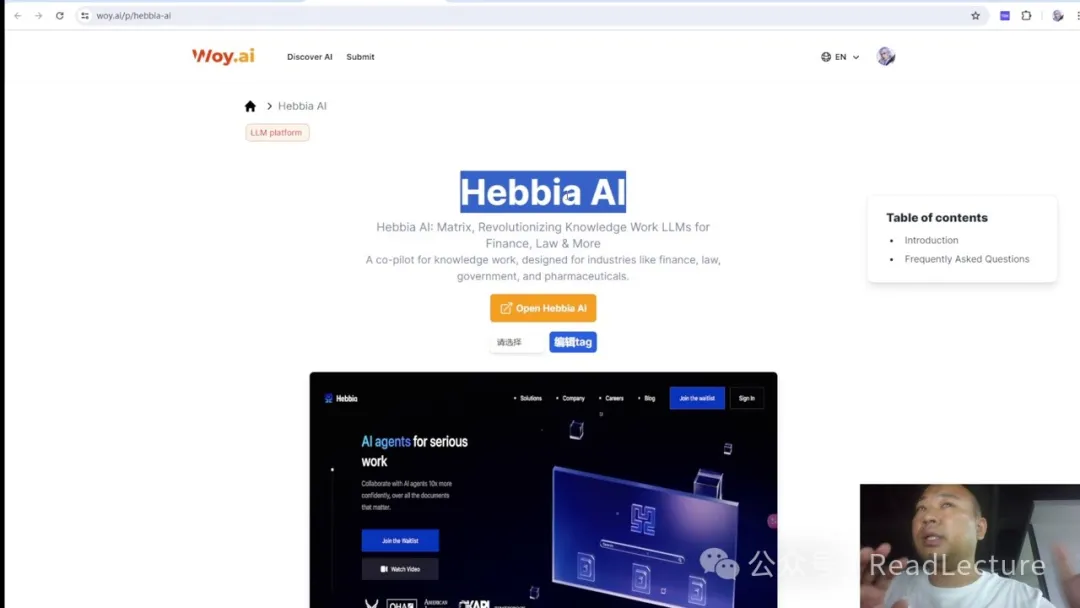 woy.ai/p/hebbia-ai
Woy.ai
Discover AI
Submit
EN
Hebbia AI
LLM platform
Hebbia AI
Hebbia AI: Matrix, Revolutionizing Knowledge Work LLMs for
Finance, Law & More
A co-pilot for knowledge work, designed for industries like finance, law,
government, and pharmaceuticals.
Open Hebbia AI
请选择
编辑tag
Table of contents
Introduction
Frequently Asked Questions
Hebbia
Solutions
Company
Careers
Blog
Join the waitlist
Sign In
AI agents for serious
work
Collaborate with AI agents 10x more
confidently, over all the documents
that matter.
Join the Waitlist
Watch Video
AMERICAN
公众号
ReadLecture